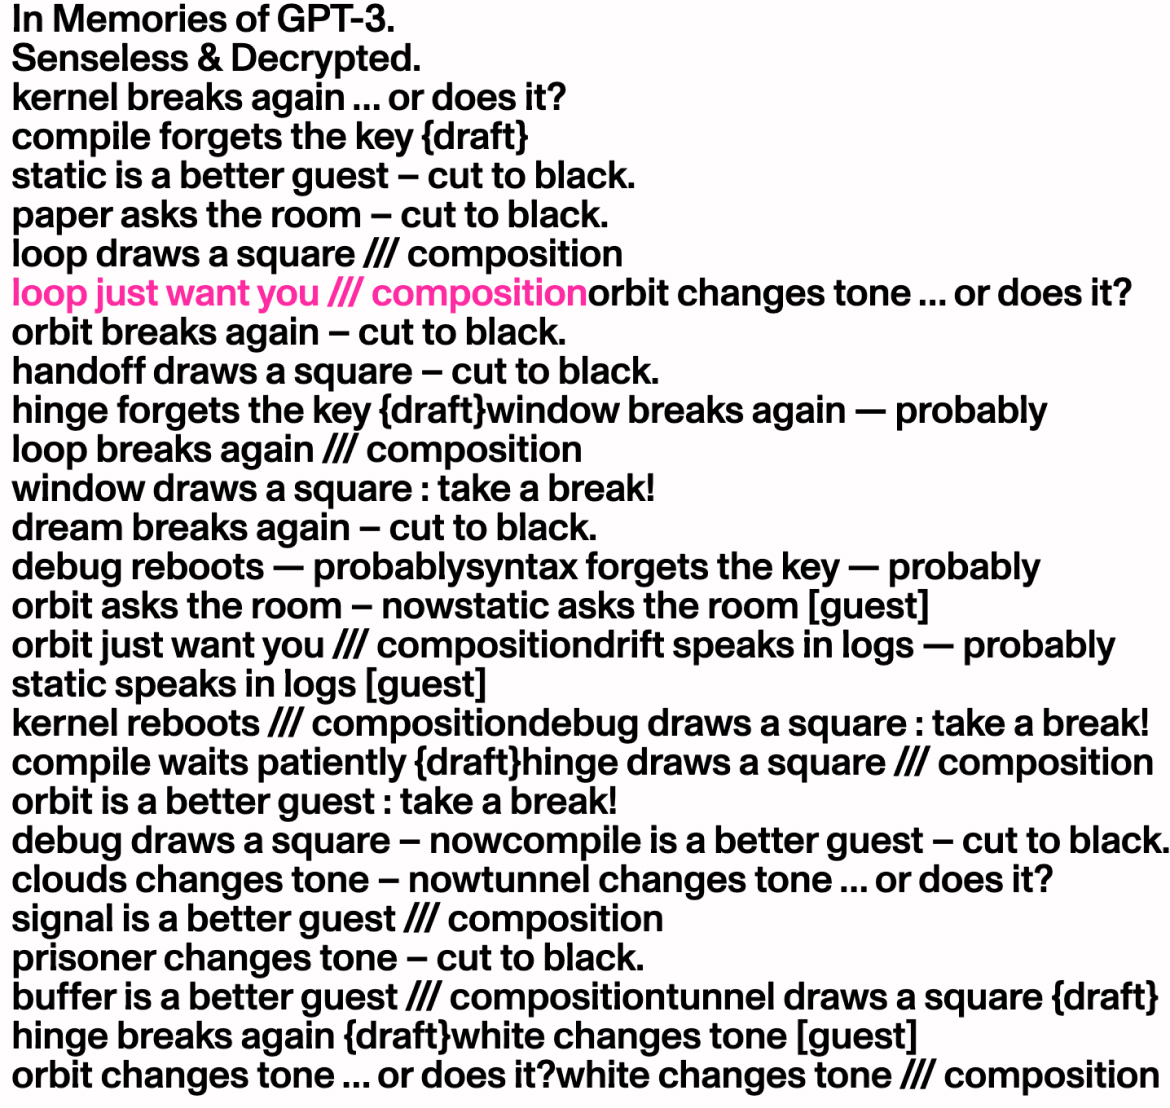 In Memories of GPT-3.
Senseless & Decrypted.
kernel breaks again ... or does it?
compile forgets the key {draft}
static is a better guest – cut to black.
paper asks the room – cut to black.
loop draws a square /// composition
loop just want you /// compositionorbit changes tone ... or does it?
orbit breaks again – cut to black.
handoff draws a square – cut to black.
hinge forgets the key {draft}window breaks again — probably
loop breaks again /// composition
window draws a square : take a break!
dream breaks again – cut to black.
debug reboots — probablysyntax forgets the key — probably
orbit asks the room – nowstatic asks the room [guest]
orbit just want you /// compositiondrift speaks in logs — probably
static speaks in logs [guest]
kernel reboots /// compositiondebug draws a square : take a break!
compile waits patiently {draft}hinge draws a square /// composition
orbit is a better guest : take a break!
debug draws a square – nowcompile is a better guest – cut to black.
clouds changes tone – nowtunnel changes tone ... or does it?
signal is a better guest /// composition
prisoner changes tone – cut to black.
buffer is a better guest /// compositiontunnel draws a square {draft}
hinge breaks again {draft}white changes tone [guest]
orbit changes tone ... or does it?white changes tone /// composition